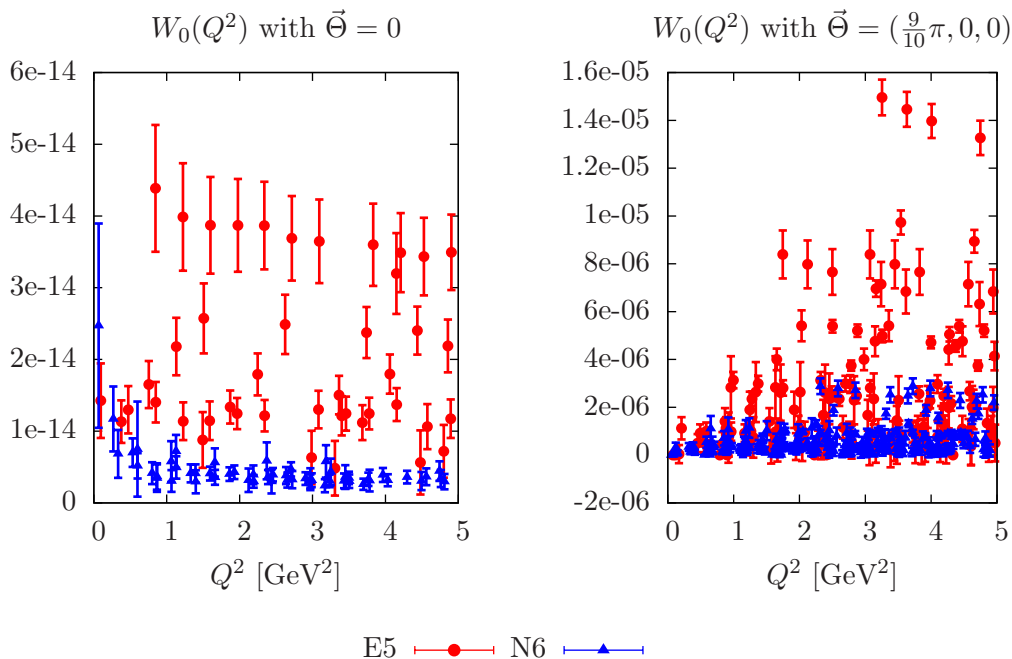 W₀(Q²) with Θ⃗ = 0
6e-14
5e-14
4e-14
3e-14
2e-14
1e-14
0
0 1 2 3 4 5
Q² [GeV²]
W₀(Q²) with Θ⃗ = (9/10 π, 0, 0)
1.6e-05
1.4e-05
1.2e-05
1e-05
8e-06
6e-06
4e-06
2e-06
0
-2e-06
0 1 2 3 4 5
Q² [GeV²]
E5 N6